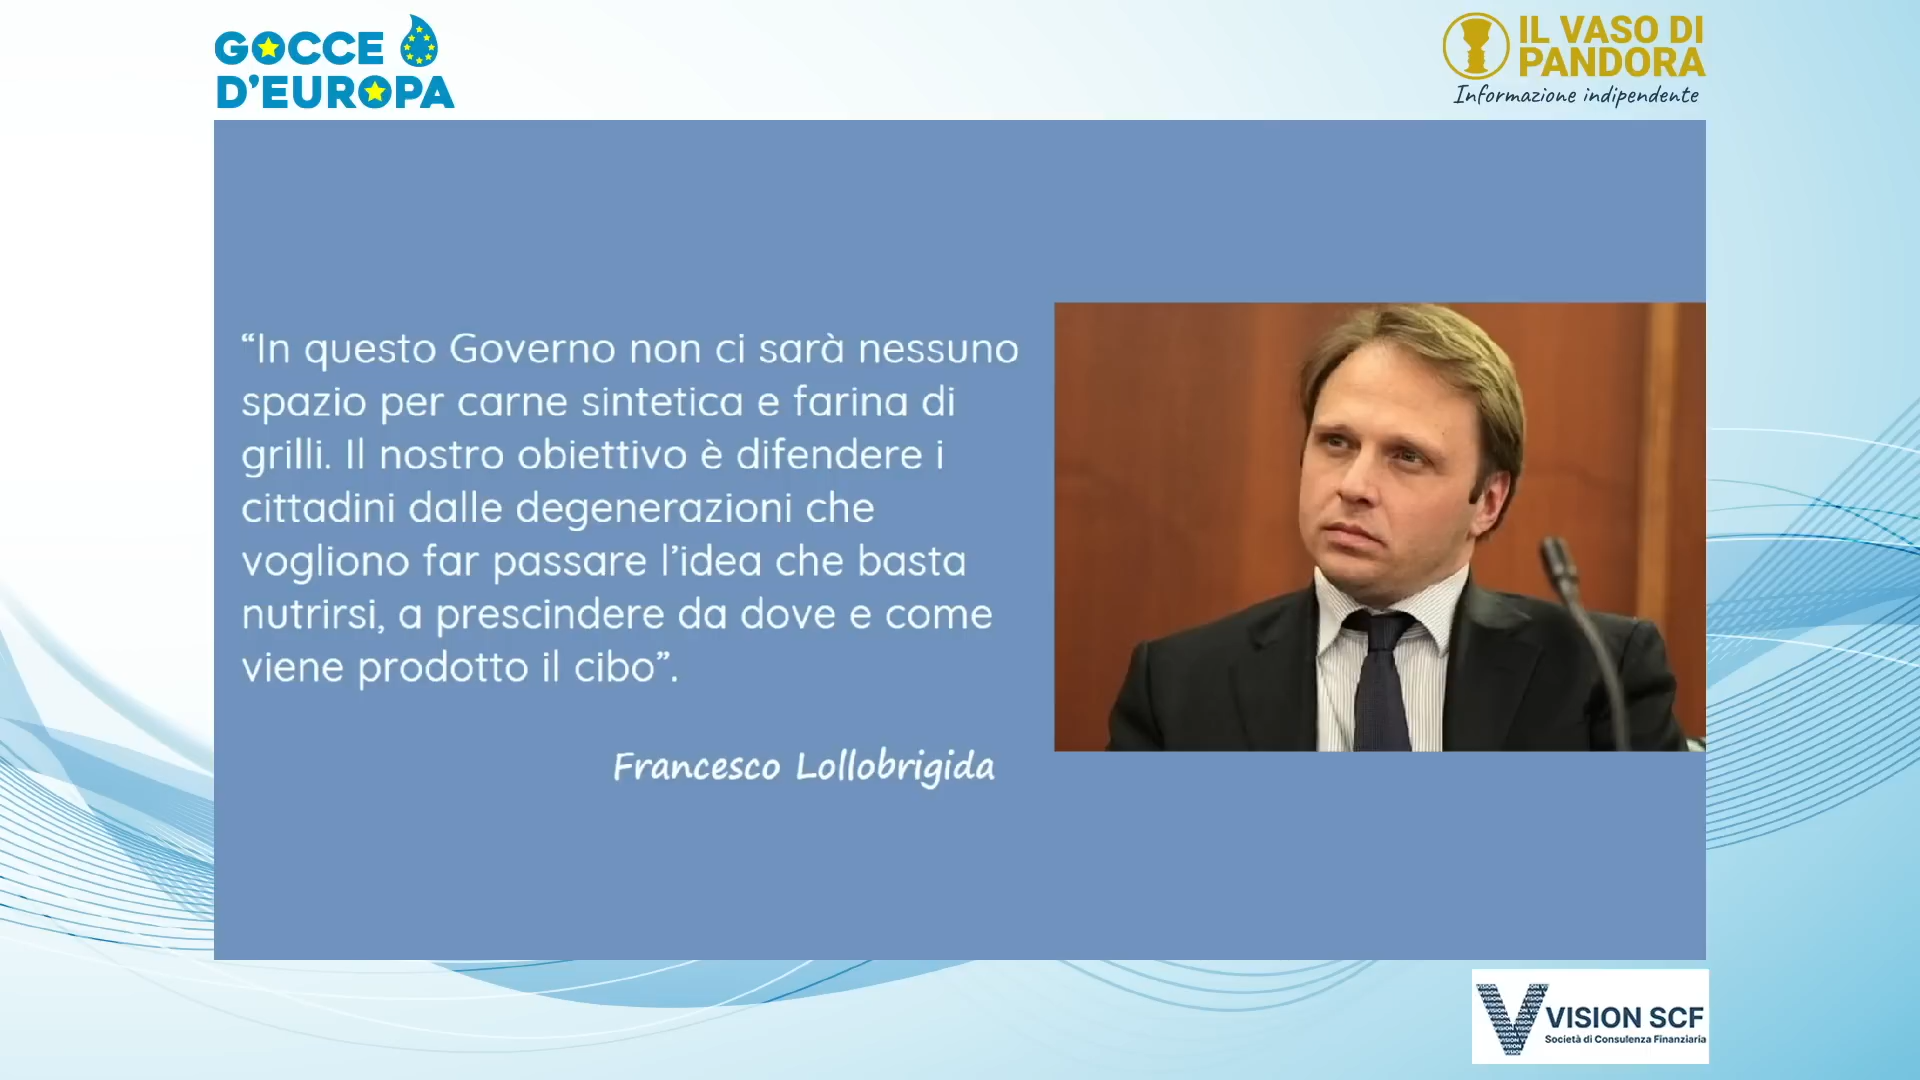 GOCCE
D'EUROPA
IL VASO DI
PANDORA
Informazione indipendente
“In questo Governo non ci sarà nessuno
spazio per carne sintetica e farina di
grilli. Il nostro obiettivo è difendere i
cittadini dalle degenerazioni che
vogliono far passare l’idea che basta
nutrirsi, a prescindere da dove e come
viene prodotto il cibo”.
Francesco Lollobrigida
VISION SCF
Società di Consulenza Finanziaria